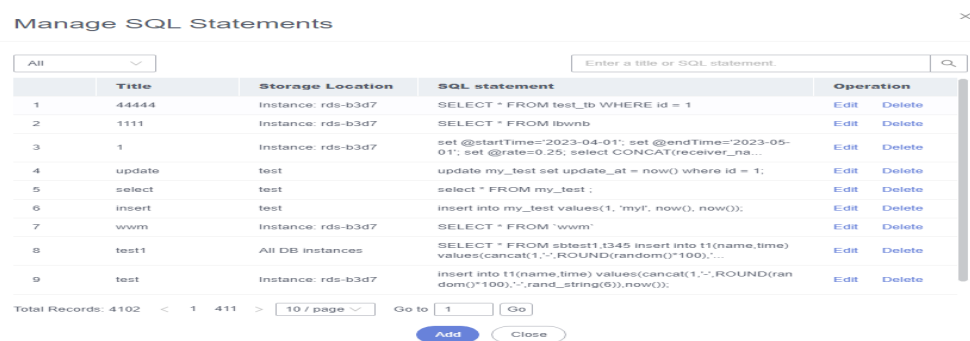 Manage SQL Statements ×
All Enter a title or SQL statement.
Title Storage Location SQL statement Operation
1 44444 Instance: rds-b3d7 SELECT * FROM test_tb WHERE id = 1 Edit Delete
2 1111 Instance: rds-b3d7 SELECT * FROM lbwnb Edit Delete
3 1 Instance: rds-b3d7 set @startTime='2023-04-01'; set @endTime='2023-05-
01'; set @rate=0.25; select CONCAT(receiver_na... Edit Delete
4 update test update my_test set update_at = now() where id = 1; Edit Delete
5 select test select * FROM my_test ; Edit Delete
6 insert test insert into my_test values(1, 'myl', now(), now()); Edit Delete
7 wwm Instance: rds-b3d7 SELECT * FROM `wwm` Edit Delete
8 test1 All DB instances SELECT * FROM sbtest1,t345 insert into t1(name,time)
values(cancat(1,'-',ROUND(random()*100),'... Edit Delete
9 test Instance: rds-b3d7 insert into t1(name,time) values(cancat(1,'-',ROUND(ran
dom()*100),'-',rand_string(6)),now()); Edit Delete
Total Records: 4102 < 1 411 > 10 / page Go to 1 Go
Add Close